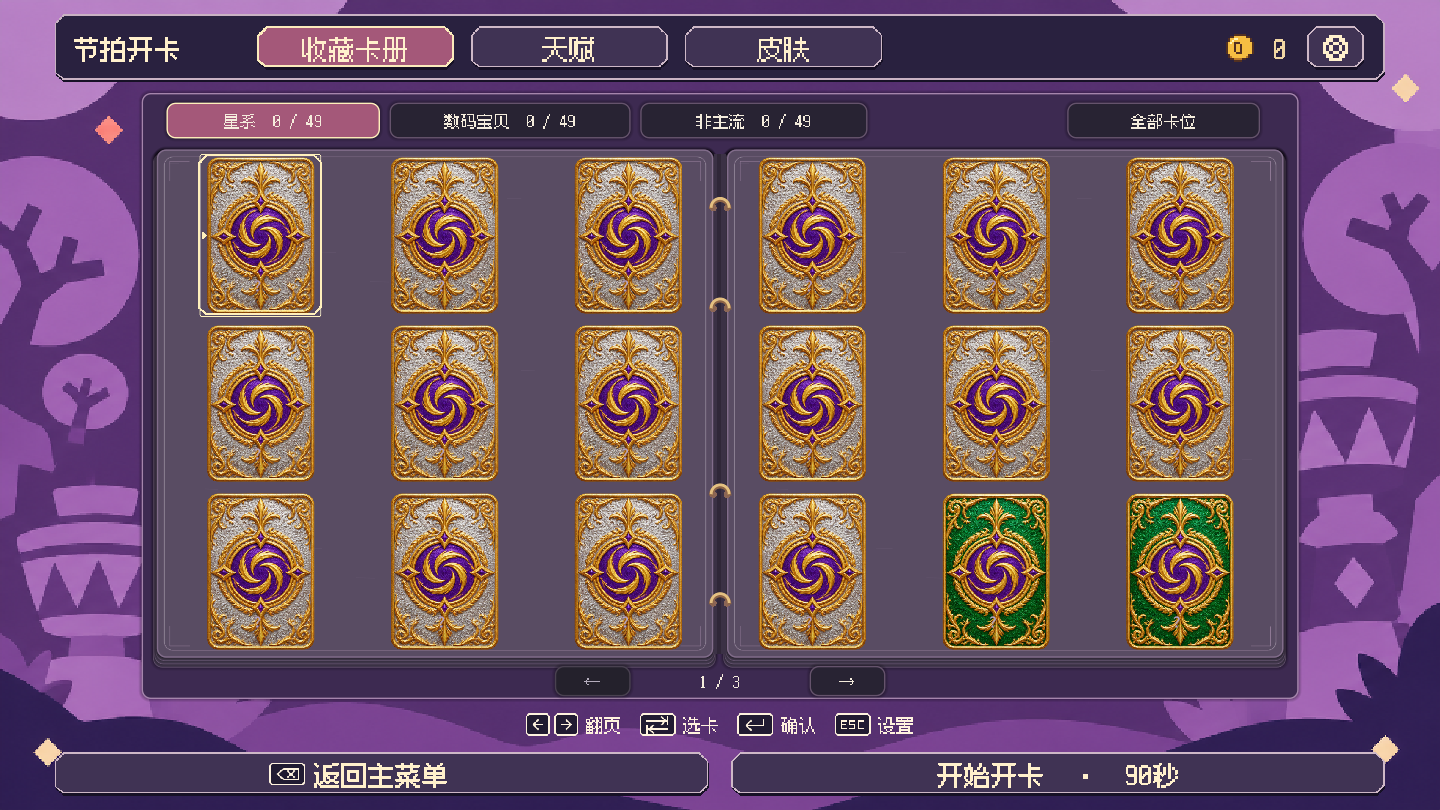 节拍开卡 收藏卡册 天赋 皮肤 0
星系 0 / 49 数码宝贝 0 / 49 非主流 0 / 49 全部卡位
← 1 / 3 →
← → 翻页 选卡 确认 ESC 设置
返回主菜单 开始开卡 · 90秒